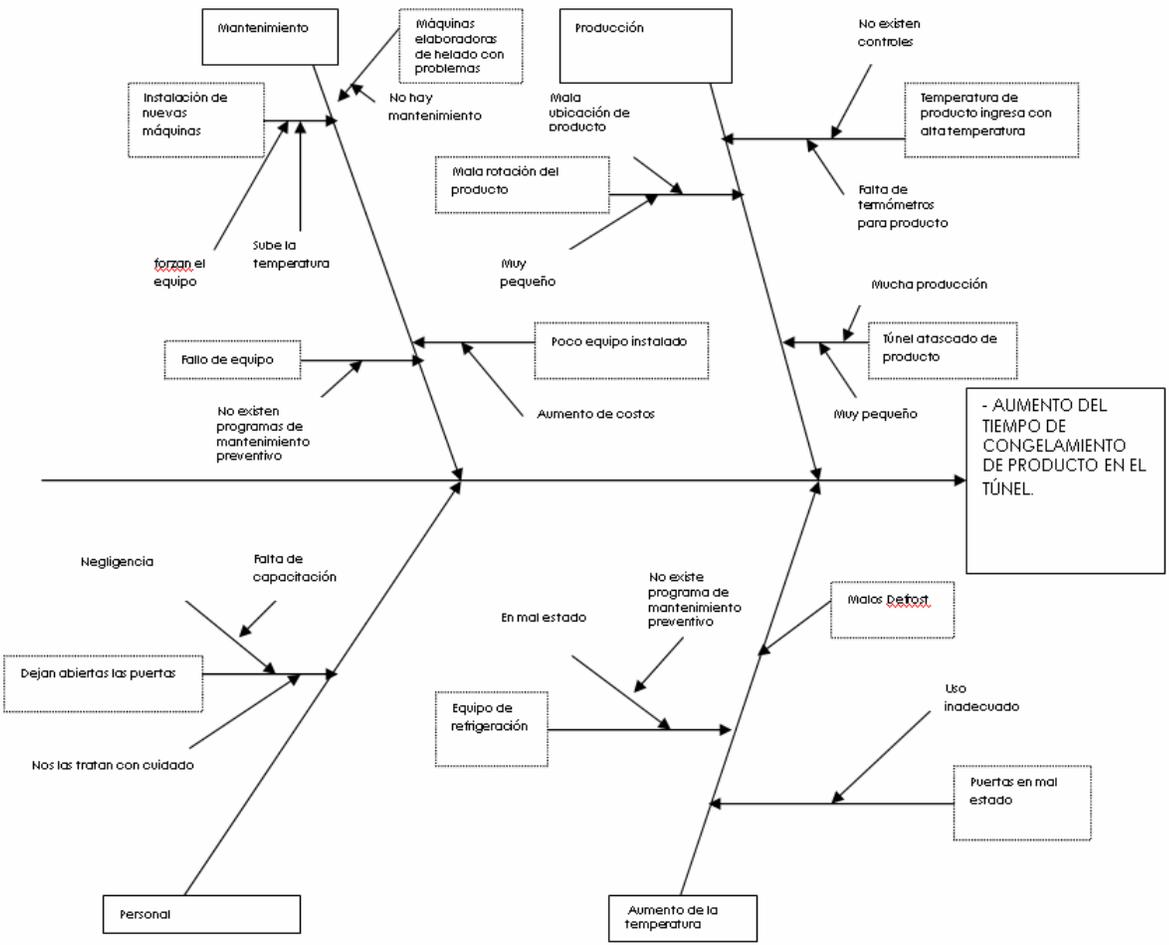 Mantenimiento
Máquinas
elaboradoras
de helado con
problemas
No hay
mantenimiento
Instalación de
nuevas
máquinas
forzan el
equipo
Sube la
temperatura
Fallo de equipo
No existen
programas de
mantenimiento
preventivo
Poco equipo instalado
Aumento de costos
Producción
Mala
ubicación de
producto
Mala rotación del
producto
Muy
pequeño
No existen
controles
Temperatura de
producto ingresa con
alta temperatura
Falta de
termómetros
para producto
Mucha producción
Túnel atascado de
producto
Muy pequeño
- AUMENTO DEL
TIEMPO DE
CONGELAMIENTO
DE PRODUCTO EN EL
TÚNEL.
Negligencia
Falta de
capacitación
Dejan abiertas las puertas
Nos las tratan con cuidado
Personal
En mal estado
No existe
programa de
mantenimiento
preventivo
Equipo de
refrigeración
Malos Defrost
Uso
inadecuado
Puertas en mal
estado
Aumento de la
temperatura